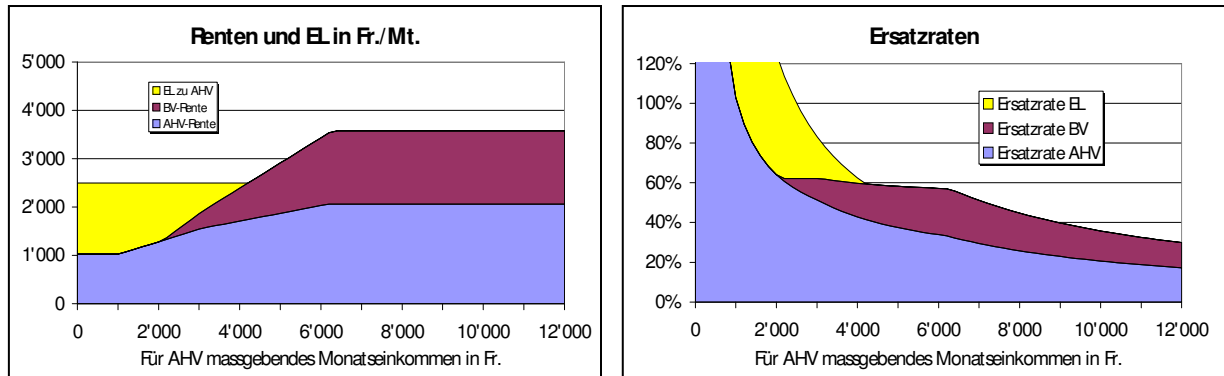 Renten und EL in Fr./Mt.
5'000
4'000
3'000
2'000
1'000
0
EL zu AHV
BV-Rente
AHV-Rente
0 2'000 4'000 6'000 8'000 10'000 12'000
Für AHV massgebendes Monatseinkommen in Fr.
Ersatzraten
120%
100%
80%
60%
40%
20%
0%
Ersatzrate EL
Ersatzrate BV
Ersatzrate AHV
0 2'000 4'000 6'000 8'000 10'000 12'000
Für AHV massgebendes Monatseinkommen in Fr.